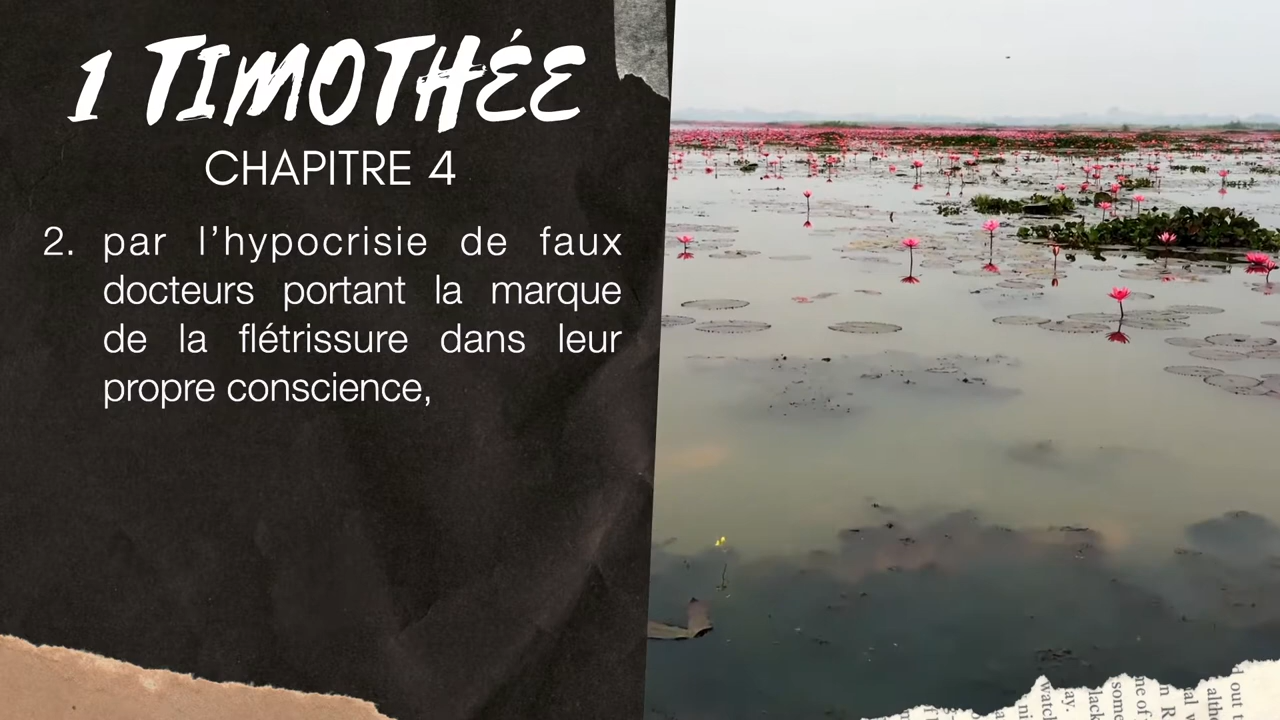 1 TIMOTHÉE
CHAPITRE 4
2. par l’hypocrisie de faux
docteurs portant la marque
de la flétrissure dans leur
propre conscience,